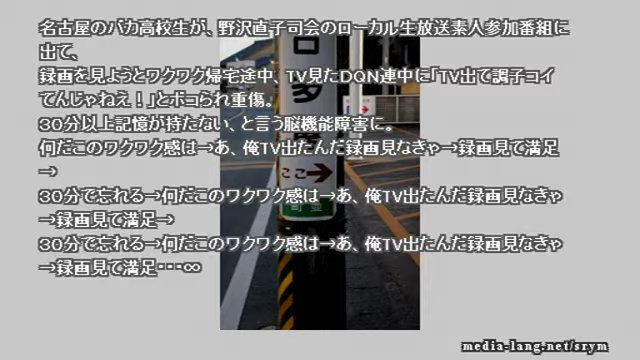 名古屋のバカ高校生が、野沢直子司会のローカル生放送素人参加番組に
出て、
録画を見ようとワクワク帰宅途中、TV見たDQN連中に「TV出て調子コイ
てんじゃねえ!」とボコられ重傷。
30分以上記憶が持たない、と言う脳機能障害に。
何だこのワクワク感は→あ、俺TV出たんだ録画見なきゃ→録画見て満足
→
30分で忘れる→何だこのワクワク感は→あ、俺TV出たんだ録画見なきゃ
→録画見て満足→
30分で忘れる→何だこのワクワク感は→あ、俺TV出たんだ録画見なきゃ
→録画見て満足・・・∞
多
ここ→
media-lang.net/srym